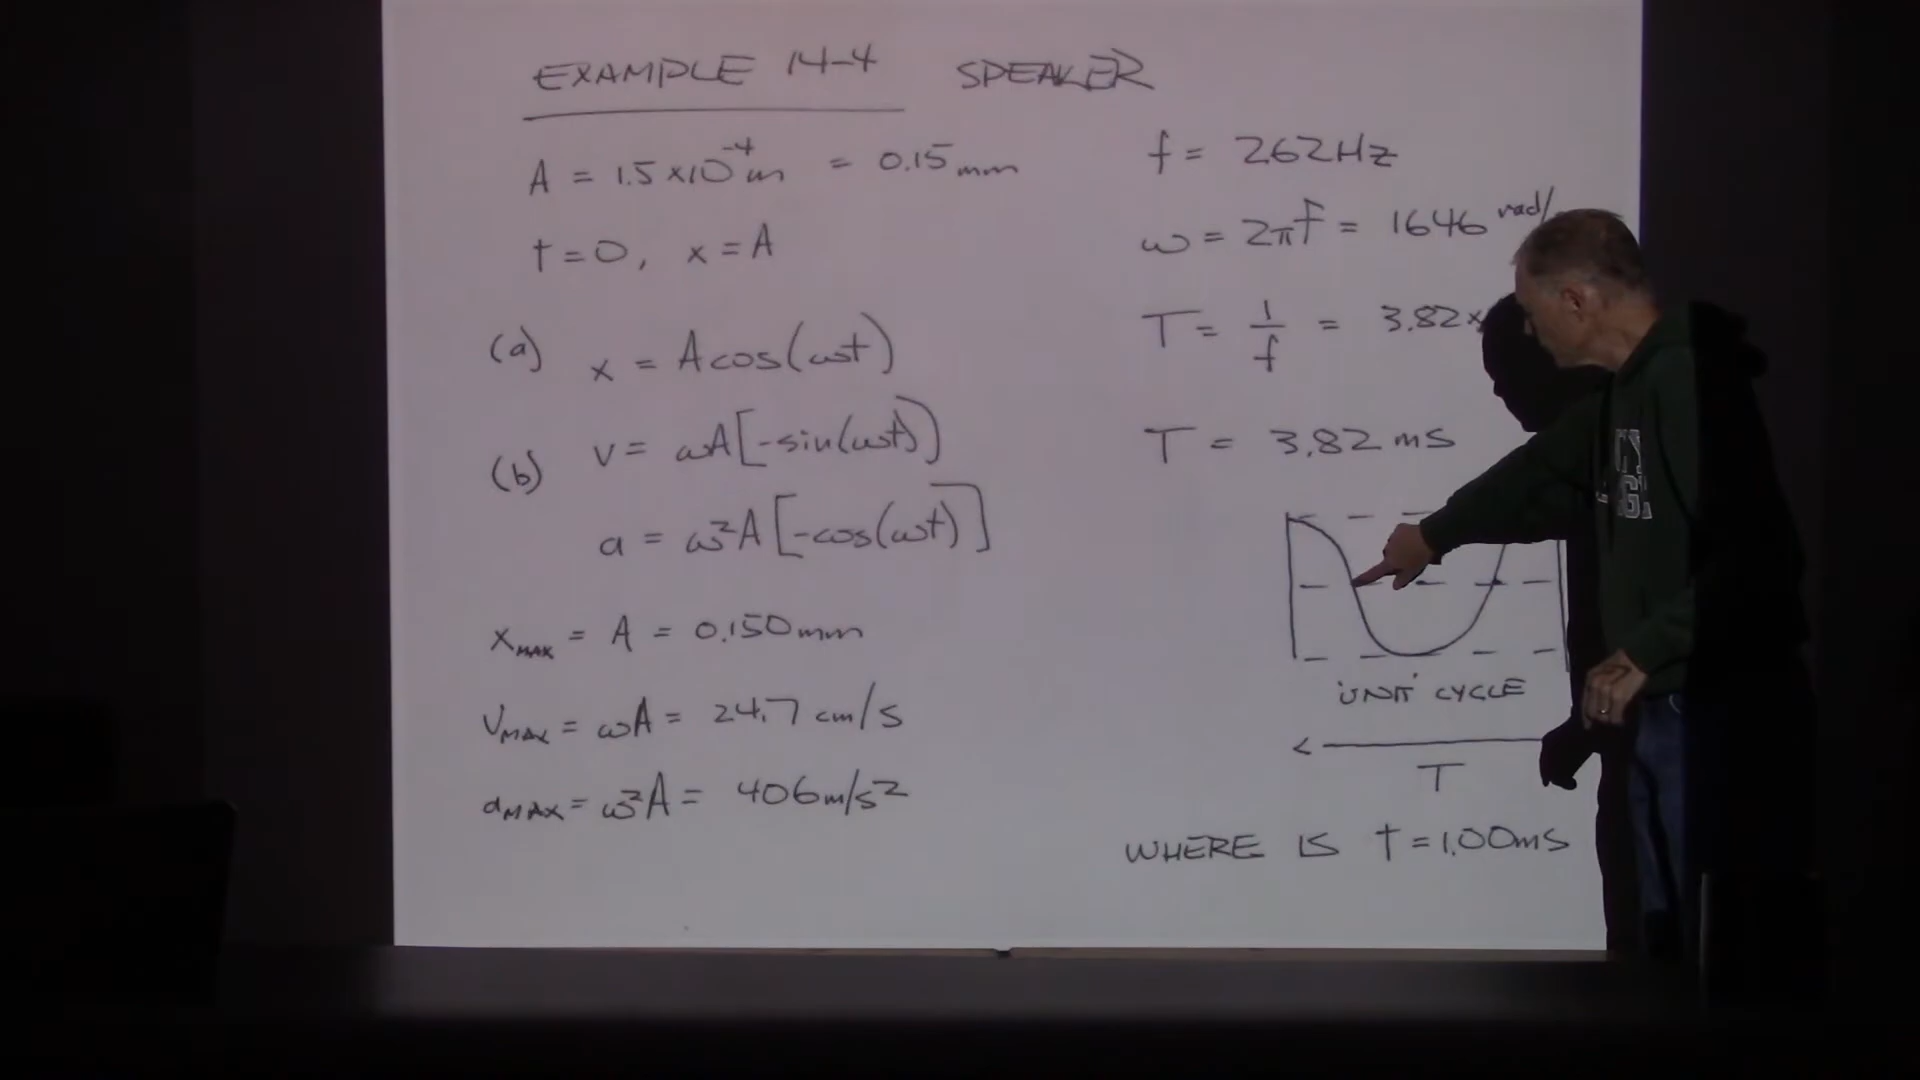 EXAMPLE 14-4 SPEAKER
A = 1.5 ×10⁻⁴ m = 0.15 mm
t = 0, x = A
(a) x = A cos(ωt)
(b) v = ωA[-sin(ωt)]
a = ω²A[-cos(ωt)]
x_MAX = A = 0.150 mm
v_MAX = ωA = 24.7 cm/s
a_MAX = ω²A = 406 m/s²
f = 262 Hz
ω = 2πf = 1646 rad/
T = 1/f = 3.82 ×
T = 3.82 ms
'UNIT' CYCLE
T
WHERE IS t = 1.00 ms